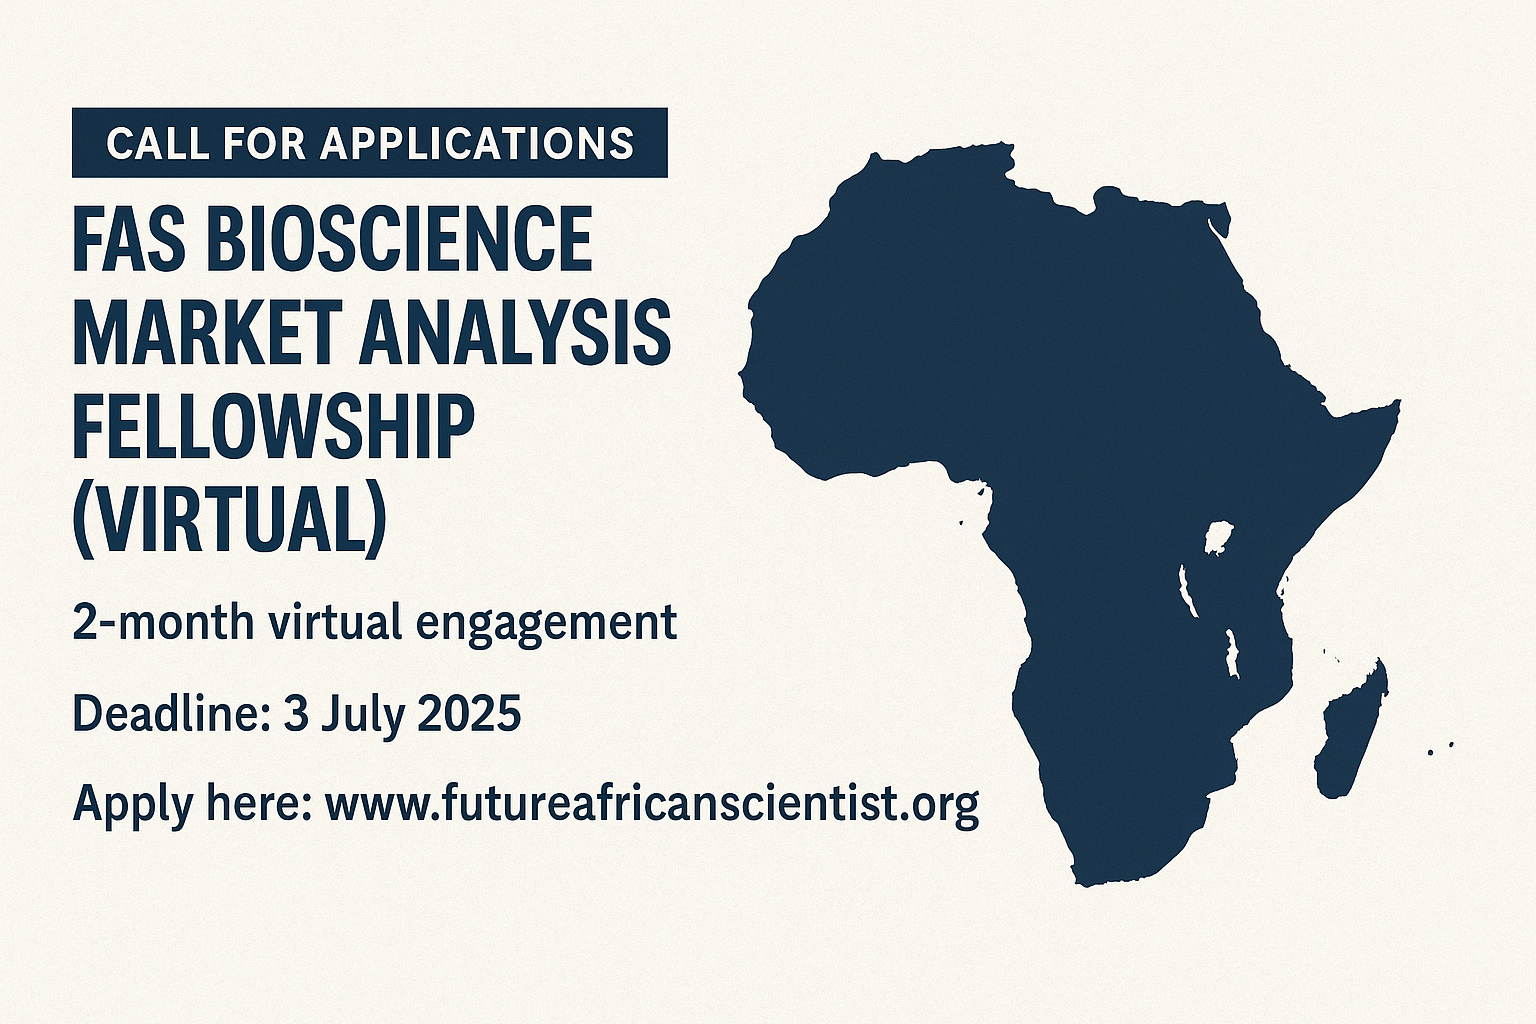 CALL FOR APPLICATIONS
FAS BIOSCIENCE
MARKET ANALYSIS
FELLOWSHIP
(VIRTUAL)
2-month virtual engagement
Deadline: 3 July 2025
Apply here: www.futureafricanscientist.org